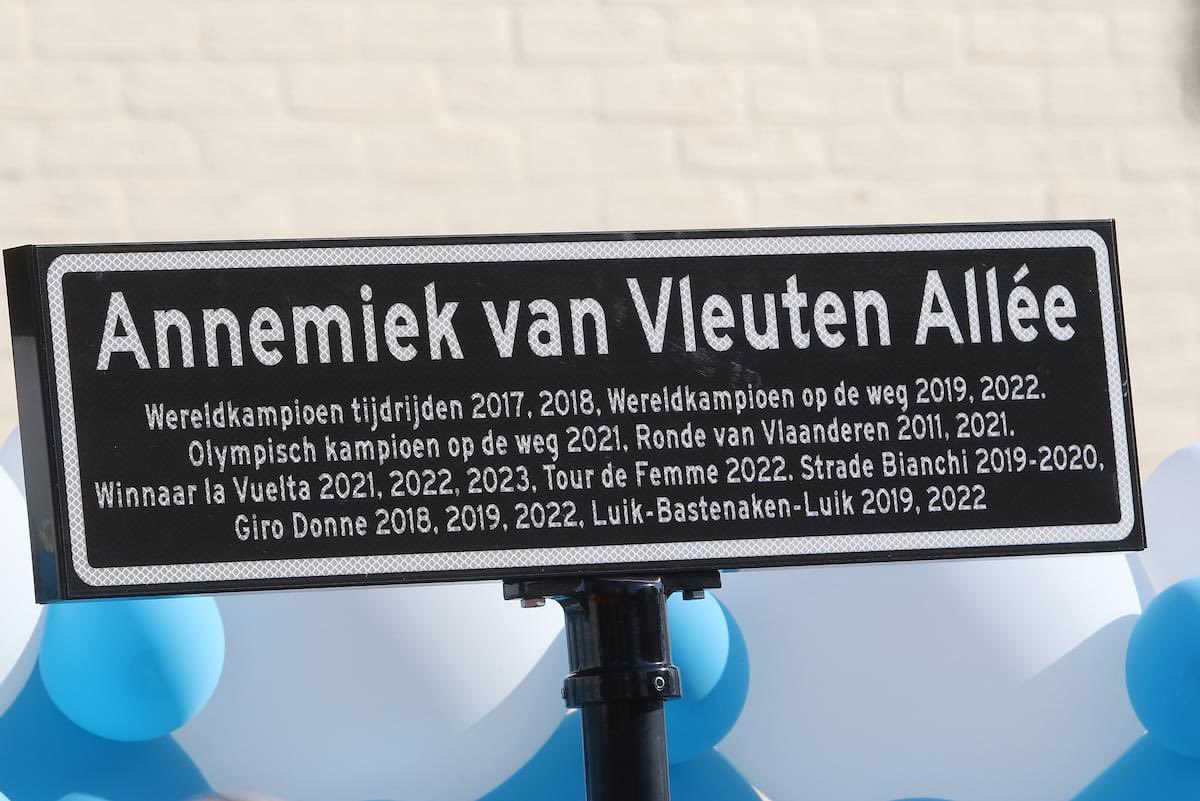 Annemiek van Vleuten Allée
Wereldkampioen tijdrijden 2017, 2018, Wereldkampioen op de weg 2019, 2022.
Olympisch kampioen op de weg 2021, Ronde van Vlaanderen 2011, 2021.
Winnaar la Vuelta 2021, 2022, 2023, Tour de Femme 2022. Strade Bianchi 2019-2020,
Giro Donne 2018, 2019, 2022, Luik-Bastenaken-Luik 2019, 2022